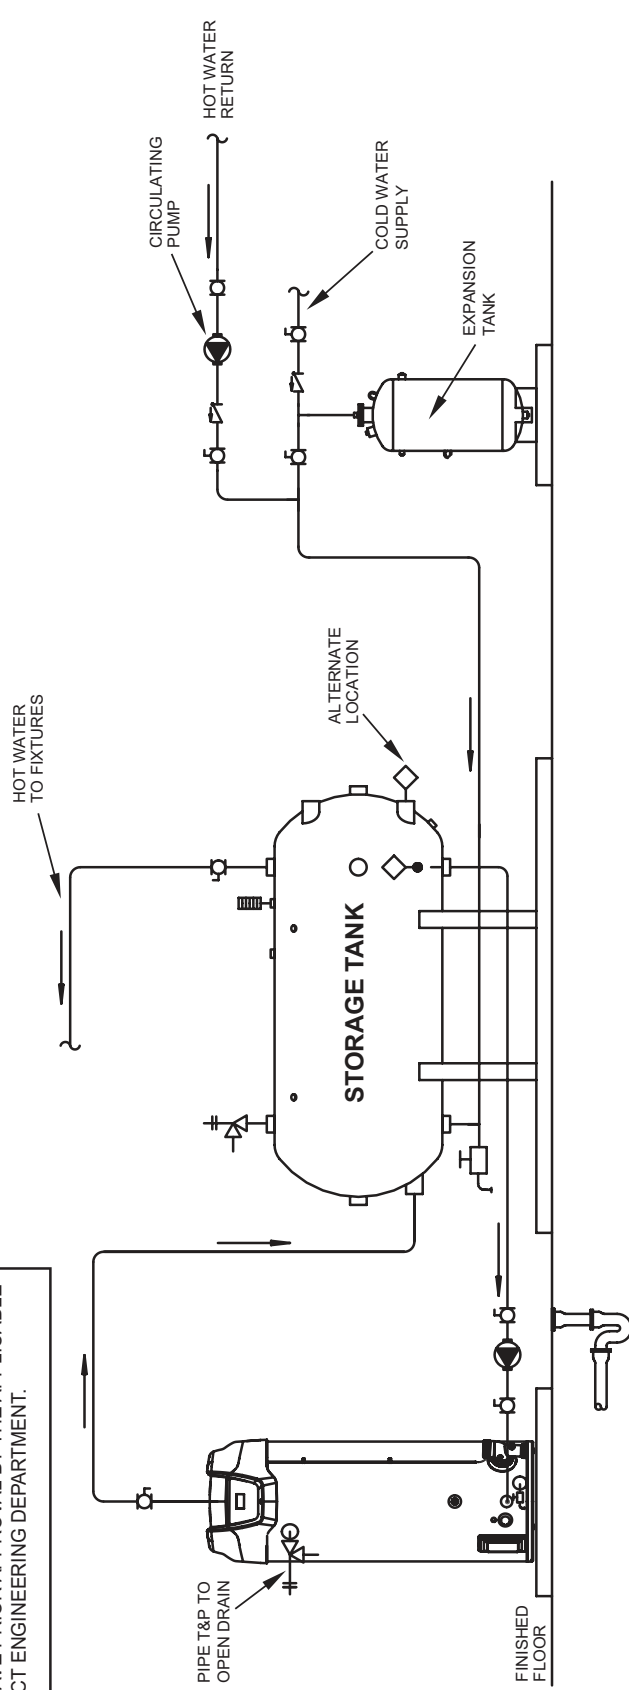 CT ENGINEERING DEPARTMENT.
HOT WATER
TO FIXTURES
CIRCULATING
PUMP
HOT WATER
RETURN
COLD WATER
SUPPLY
EXPANSION
TANK
ALTERNATE
LOCATION
STORAGE TANK
PIPE T&P TO
OPEN DRAIN
FINISHED
FLOOR